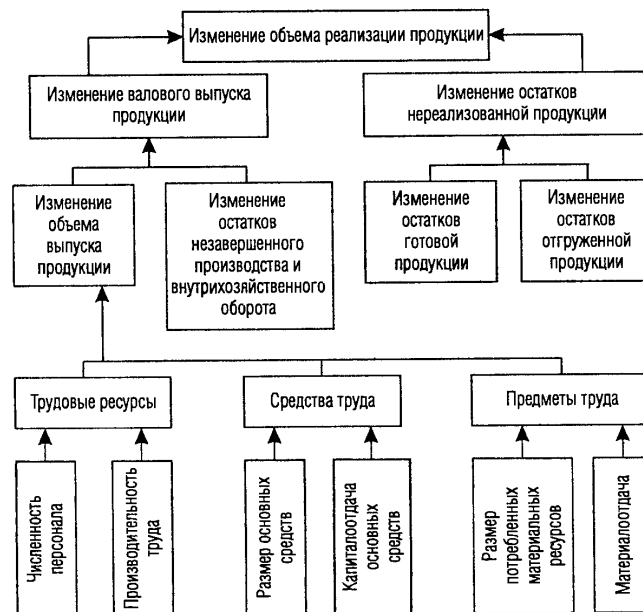 Изменение объема реализации продукции
Изменение валового выпуска
продукции
Изменение остатков
нереализованной продукции
Изменение
объема
выпуска
продукции
Изменение
остатков
незавершенного
производства и
внутрихозяйственного
оборота
Изменение
остатков
готовой
продукции
Изменение
остатков
отгруженной
продукции
Трудовые ресурсы
Средства труда
Предметы труда
Численность
персонала
Производительность
труда
Размер основных
средств
Капиталоотдача
основных
средств
Размер
потребленных
материальных
ресурсов
Материалоотдача